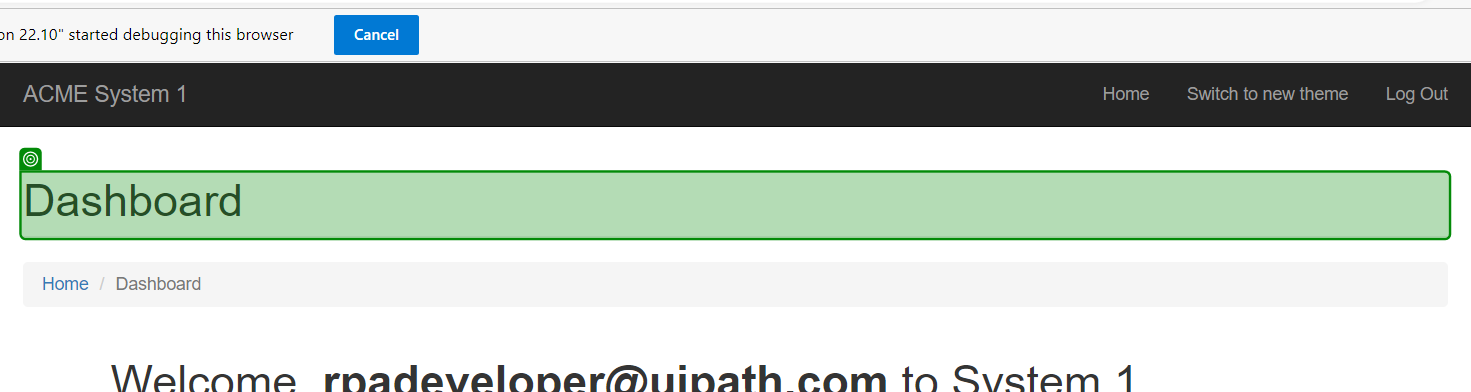 on 22.10" started debugging this browser Cancel
ACME System 1 Home Switch to new theme Log Out
Dashboard
Home / Dashboard
Welcome, rpadeveloper@uipath.com to System 1